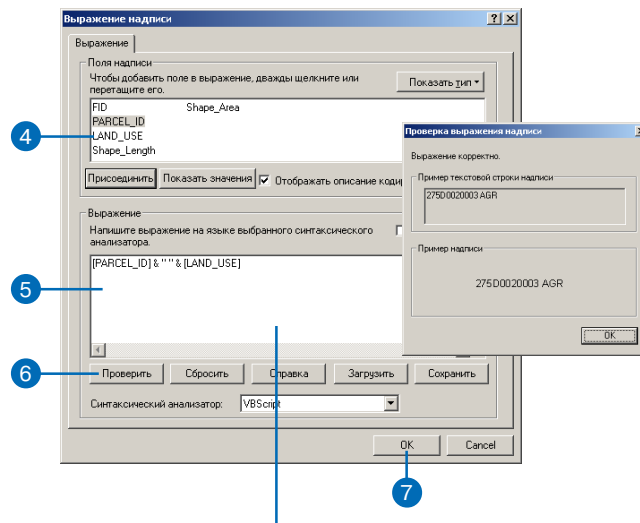 Выражение надписи
Выражение
Поля надписи
Чтобы добавить поле в выражение, дважды щелкните или
перетащите его.
Показать тип
FID Shape_Area
PARCEL_ID
LAND_USE
Shape_Length
4
Присоединить Показать значения Отображать описание
Выражение
Напишите выражение на языке выбранного синтаксического
анализатора.
[PARCEL_ID] & " " & [LAND_USE]
5
6
Проверить Сбросить Справка Загрузить Сохранить
Синтаксический анализатор: VBScript
OK Cancel
7
Проверка выражения надписи
Выражение корректно.
Пример текстовой строки надписи
275D0020003 AGR
Пример надписи
275D0020003 AGR
OK